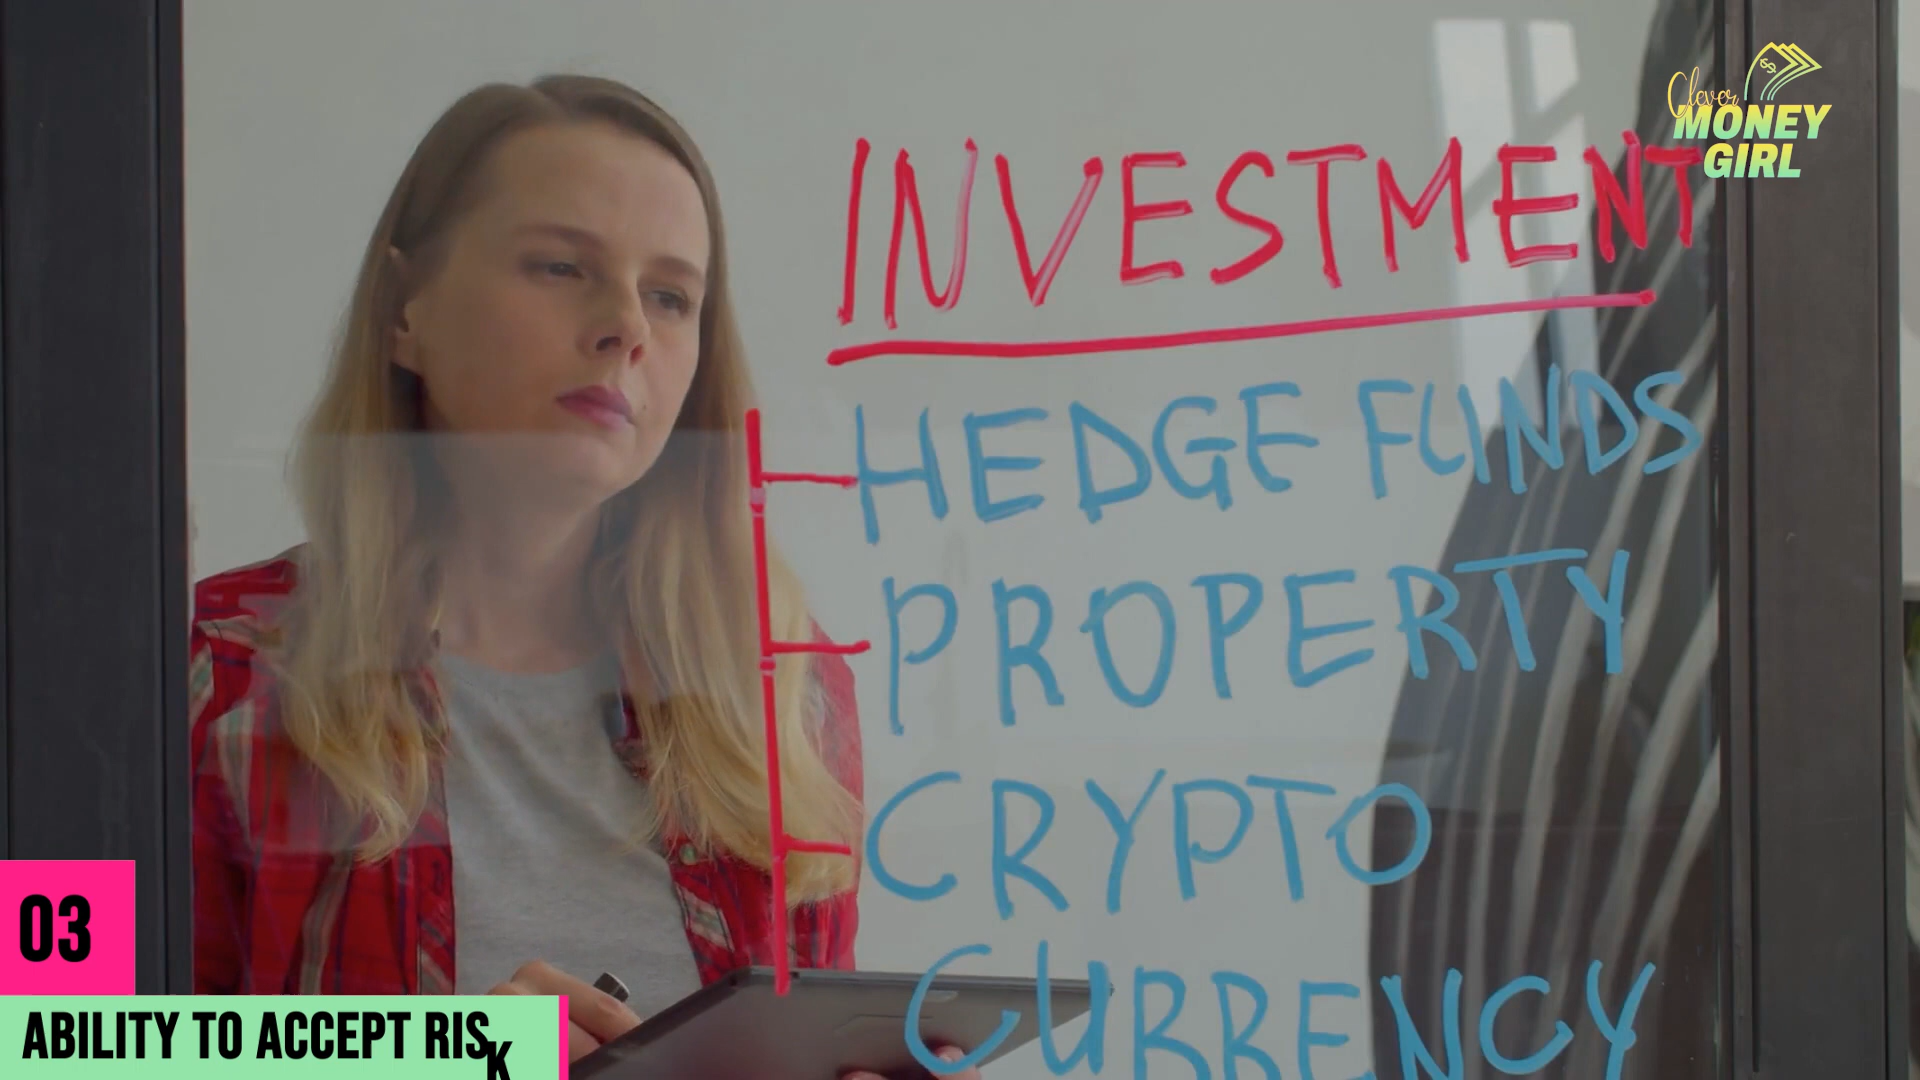 Clever
MONEY
GIRL
INVESTMENT
HEDGE FUNDS
PROPERTY
CRYPTO
CURRENCY
03
ABILITY TO ACCEPT RISK